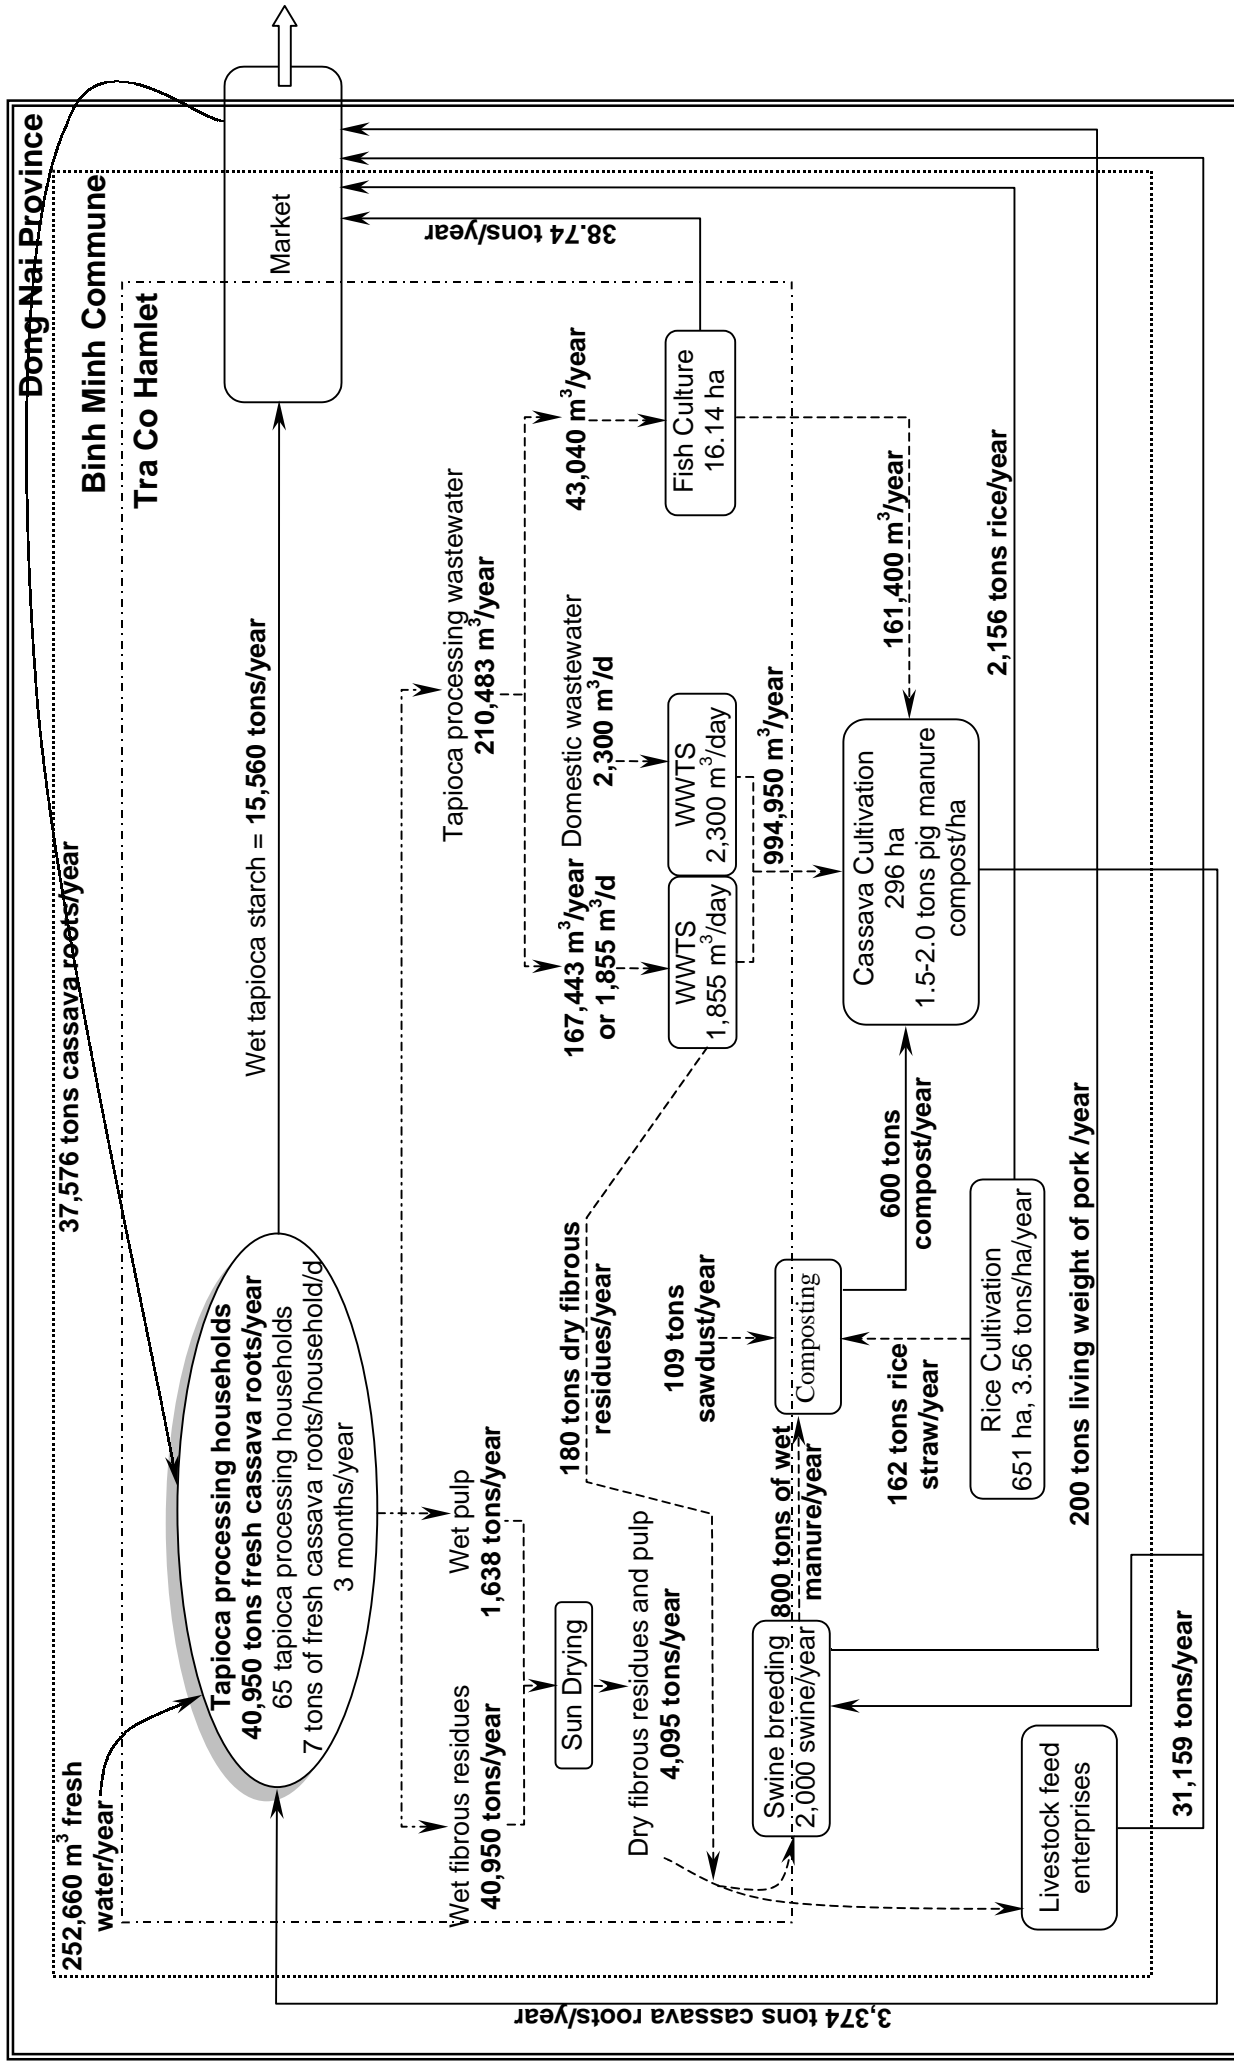 Dong Nai Province
Binh Minh Commune
Tra Co Hamlet
37,576 tons cassava roots/year
252,660 m³ fresh
water/year
Tapioca processing households
40,950 tons fresh cassava roots/year
65 tapioca processing households
7 tons of fresh cassava roots/household/d
3 months/year
Wet tapioca starch = 15,560 tons/year
Market
38.74 tons/year
Wet fibrous residues
40,950 tons/year
Wet pulp
1,638 tons/year
Tapioca processing wastewater
210,483 m³/year
Sun Drying
Dry fibrous residues and pulp
4,095 tons/year
180 tons dry fibrous
residues/year
167,443 m³/year
or 1,855 m³/d
Domestic wastewater
2,300 m³/d
43,040 m³/year
WWTS
1,855 m³/day
WWTS
2,300 m³/day
Fish Culture
16.14 ha
994,950 m³/year
109 tons
sawdust/year
Swine breeding
2,000 swine/year
800 tons of wet
manure/year
Composting
600 tons
compost/year
Cassava Cultivation
296 ha
1.5-2.0 tons pig manure
compost/ha
161,400 m³/year
162 tons rice
straw/year
Rice Cultivation
651 ha, 3.56 tons/ha/year
2,156 tons rice/year
Livestock feed
enterprises
200 tons living weight of pork /year
31,159 tons/year
3,374 tons cassava roots/year